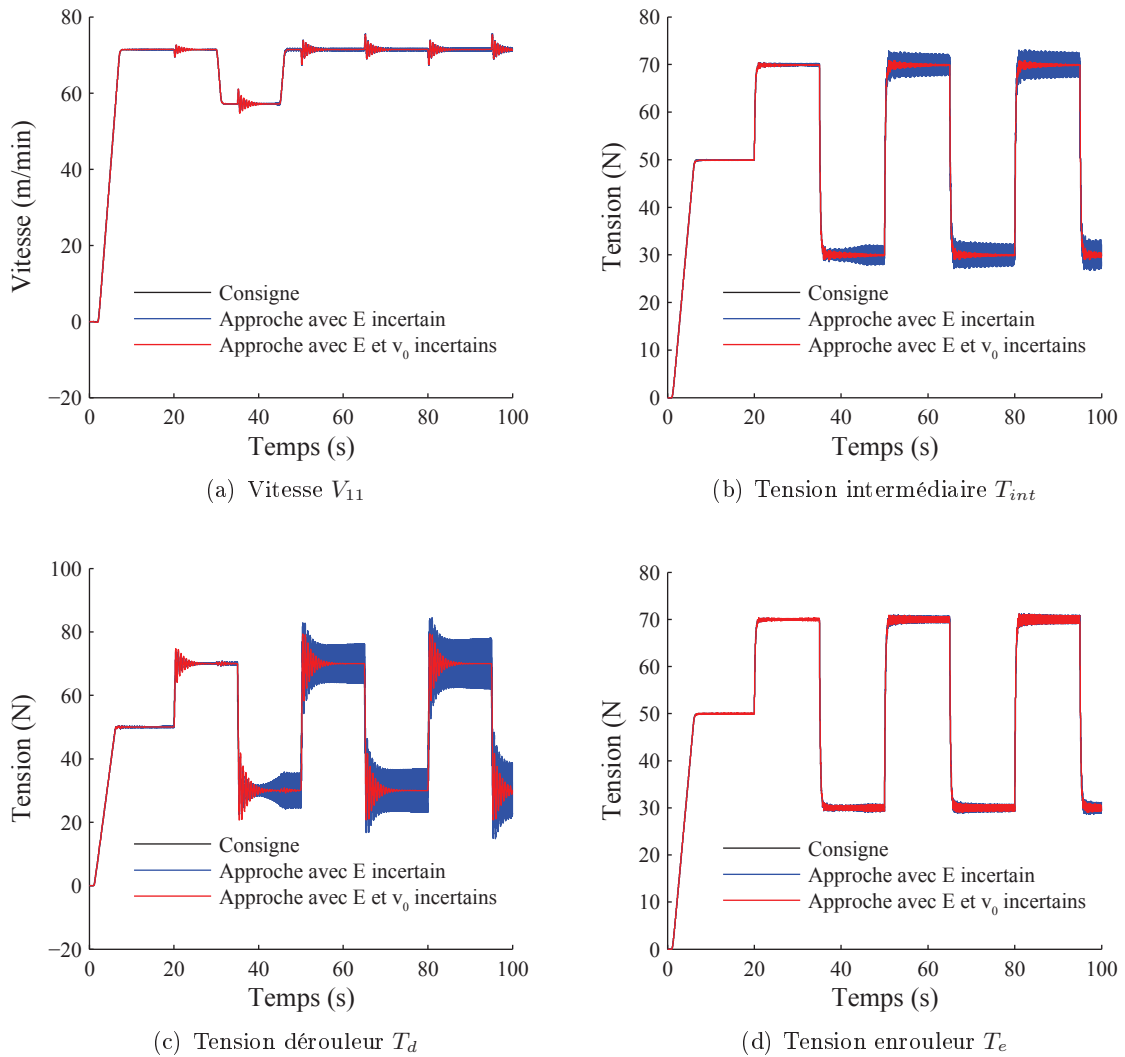 80
60
40
20
0
−20
Vitesse (m/min)
Consigne
Approche avec E incertain
Approche avec E et v0 incertains
0 20 40 60 80 100
Temps (s)
(a) Vitesse V11
80
70
60
50
40
30
20
10
0
Tension (N)
Consigne
Approche avec E incertain
Approche avec E et v0 incertains
0 20 40 60 80 100
Temps (s)
(b) Tension intermédiaire Tint
100
80
60
40
20
0
−20
Tension (N)
Consigne
Approche avec E incertain
Approche avec E et v0 incertains
0 20 40 60 80 100
Temps (s)
(c) Tension dérouleur Td
80
70
60
50
40
30
20
10
0
Tension (N
Consigne
Approche avec E incertain
Approche avec E et v0 incertains
0 20 40 60 80 100
Temps (s)
(d) Tension enrouleur Te